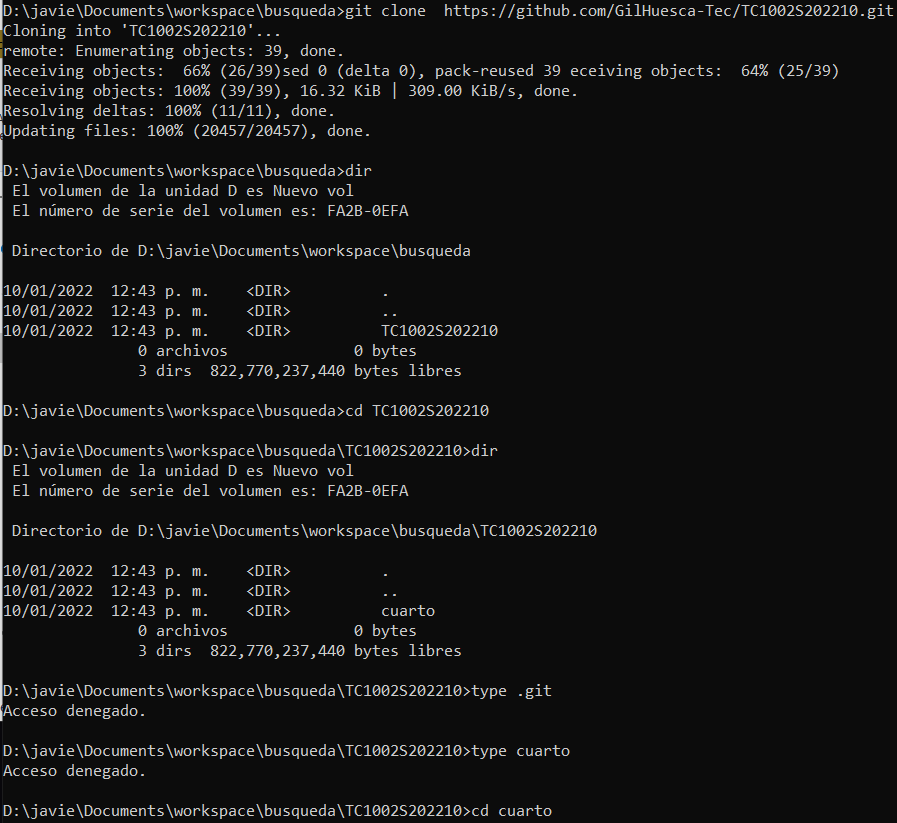 D:\javie\Documents\workspace\busqueda>git clone  https://github.com/GilHuesca-Tec/TC1002S202210.git
Cloning into 'TC1002S202210'...
remote: Enumerating objects: 39, done.
Receiving objects:  66% (26/39)sed 0 (delta 0), pack-reused 39 eceiving objects:  64% (25/39)
Receiving objects: 100% (39/39), 16.32 KiB | 309.00 KiB/s, done.
Resolving deltas: 100% (11/11), done.
Updating files: 100% (20457/20457), done.

D:\javie\Documents\workspace\busqueda>dir
 El volumen de la unidad D es Nuevo vol
 El número de serie del volumen es: FA2B-0EFA

 Directorio de D:\javie\Documents\workspace\busqueda

10/01/2022  12:43 p. m.    <DIR>          .
10/01/2022  12:43 p. m.    <DIR>          ..
10/01/2022  12:43 p. m.    <DIR>          TC1002S202210
               0 archivos              0 bytes
               3 dirs  822,770,237,440 bytes libres

D:\javie\Documents\workspace\busqueda>cd TC1002S202210

D:\javie\Documents\workspace\busqueda\TC1002S202210>dir
 El volumen de la unidad D es Nuevo vol
 El número de serie del volumen es: FA2B-0EFA

 Directorio de D:\javie\Documents\workspace\busqueda\TC1002S202210

10/01/2022  12:43 p. m.    <DIR>          .
10/01/2022  12:43 p. m.    <DIR>          ..
10/01/2022  12:43 p. m.    <DIR>          cuarto
               0 archivos              0 bytes
               3 dirs  822,770,237,440 bytes libres

D:\javie\Documents\workspace\busqueda\TC1002S202210>type .git
Acceso denegado.

D:\javie\Documents\workspace\busqueda\TC1002S202210>type cuarto
Acceso denegado.

D:\javie\Documents\workspace\busqueda\TC1002S202210>cd cuarto